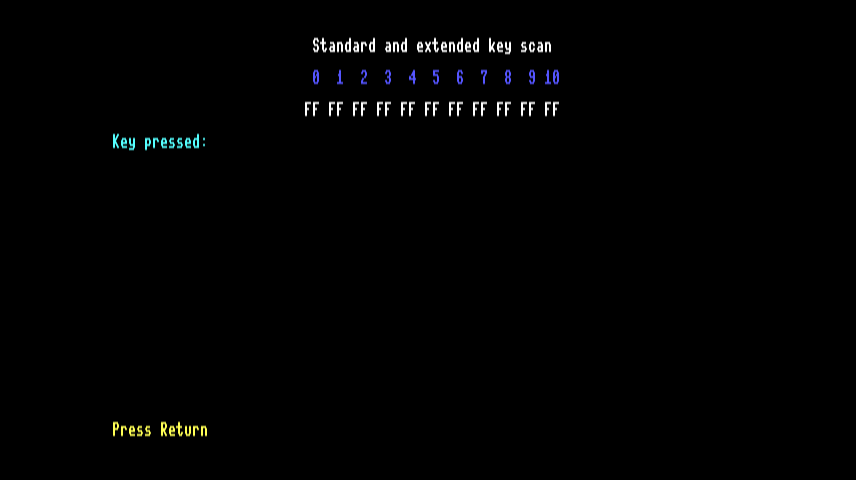 Standard and extended key scan
0 1 2 3 4 5 6 7 8 9 10
FF FF FF FF FF FF FF FF FF FF FF
Key pressed:
Press Return